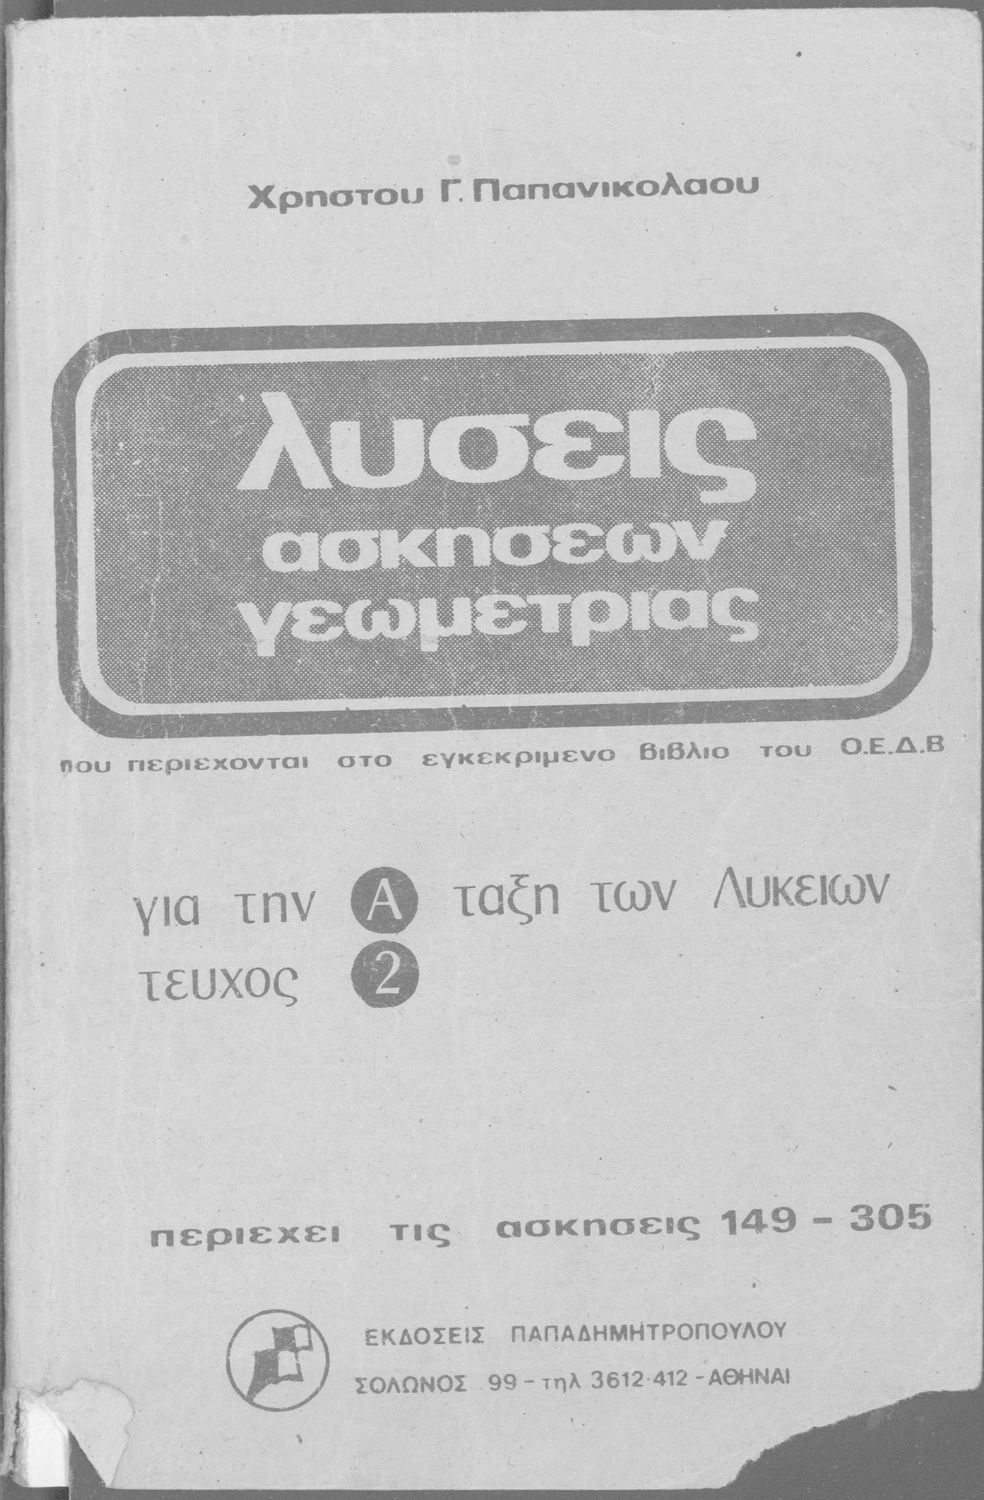 Χρηστου Γ. Παπανικολαου
λυσεις
ασκησεων
γεωμετριας
που περιεχονται στο εγκεκριμενο βιβλιο του Ο.Ε.Δ.Β
για την Α ταξη των Λυκειων
τευχος 2
περιεχει τις ασκησεις 149 - 305
ΕΚΔΟΣΕΙΣ ΠΑΠΑΔΗΜΗΤΡΟΠΟΥΛΟΥ
ΣΟΛΩΝΟΣ 99 - τηλ 3612·412 - ΑΘΗΝΑΙ